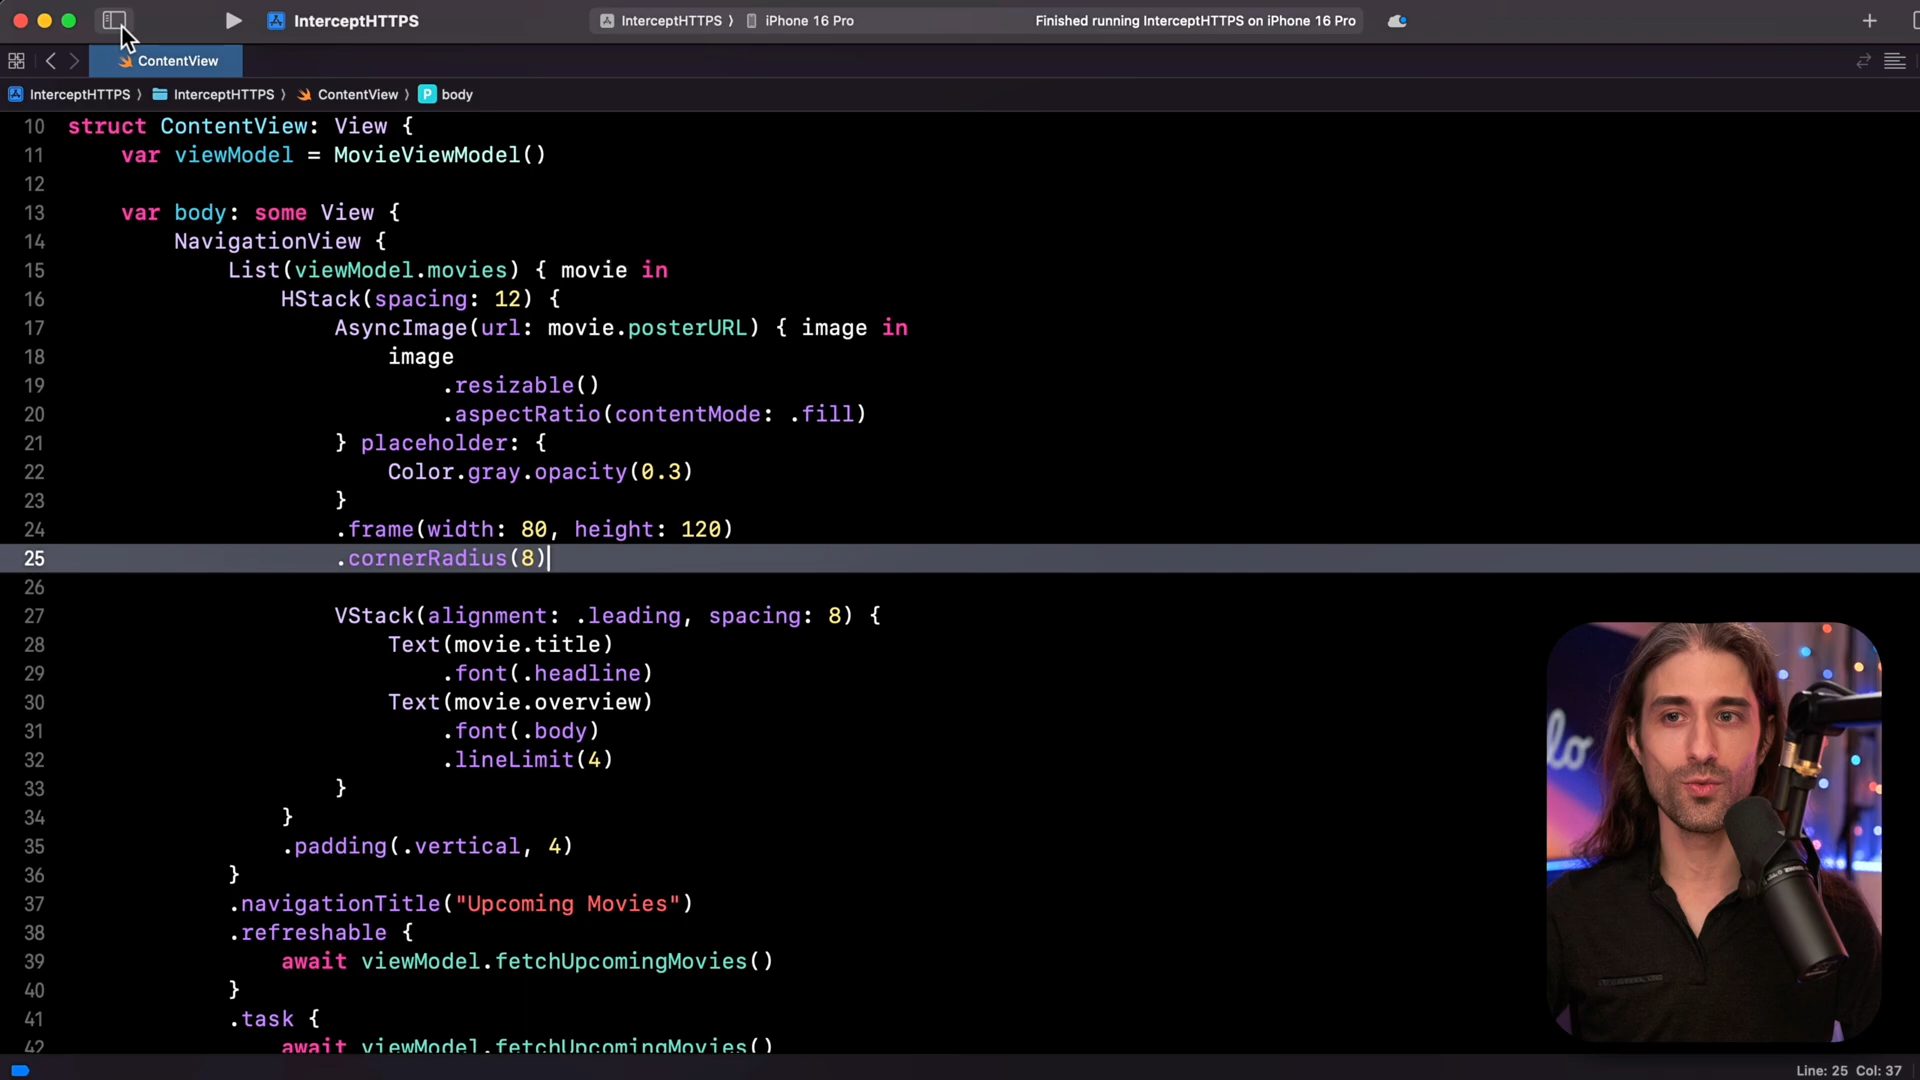 InterceptHTTPS
InterceptHTTPS 〉 iPhone 16 Pro
Finished running InterceptHTTPS on iPhone 16 Pro
ContentView
InterceptHTTPS 〉 InterceptHTTPS 〉 ContentView 〉 P body
10 struct ContentView: View {
11 var viewModel = MovieViewModel()
12
13 var body: some View {
14 NavigationView {
15 List(viewModel.movies) { movie in
16 HStack(spacing: 12) {
17 AsyncImage(url: movie.posterURL) { image in
18 image
19 .resizable()
20 .aspectRatio(contentMode: .fill)
21 } placeholder: {
22 Color.gray.opacity(0.3)
23 }
24 .frame(width: 80, height: 120)
25 .cornerRadius(8)
26
27 VStack(alignment: .leading, spacing: 8) {
28 Text(movie.title)
29 .font(.headline)
30 Text(movie.overview)
31 .font(.body)
32 .lineLimit(4)
33 }
34 }
35 .padding(.vertical, 4)
36 }
37 .navigationTitle("Upcoming Movies")
38 .refreshable {
39 await viewModel.fetchUpcomingMovies()
40 }
41 .task {
42 await viewModel.fetchUpcomingMovies()
Line: 25 Col: 37